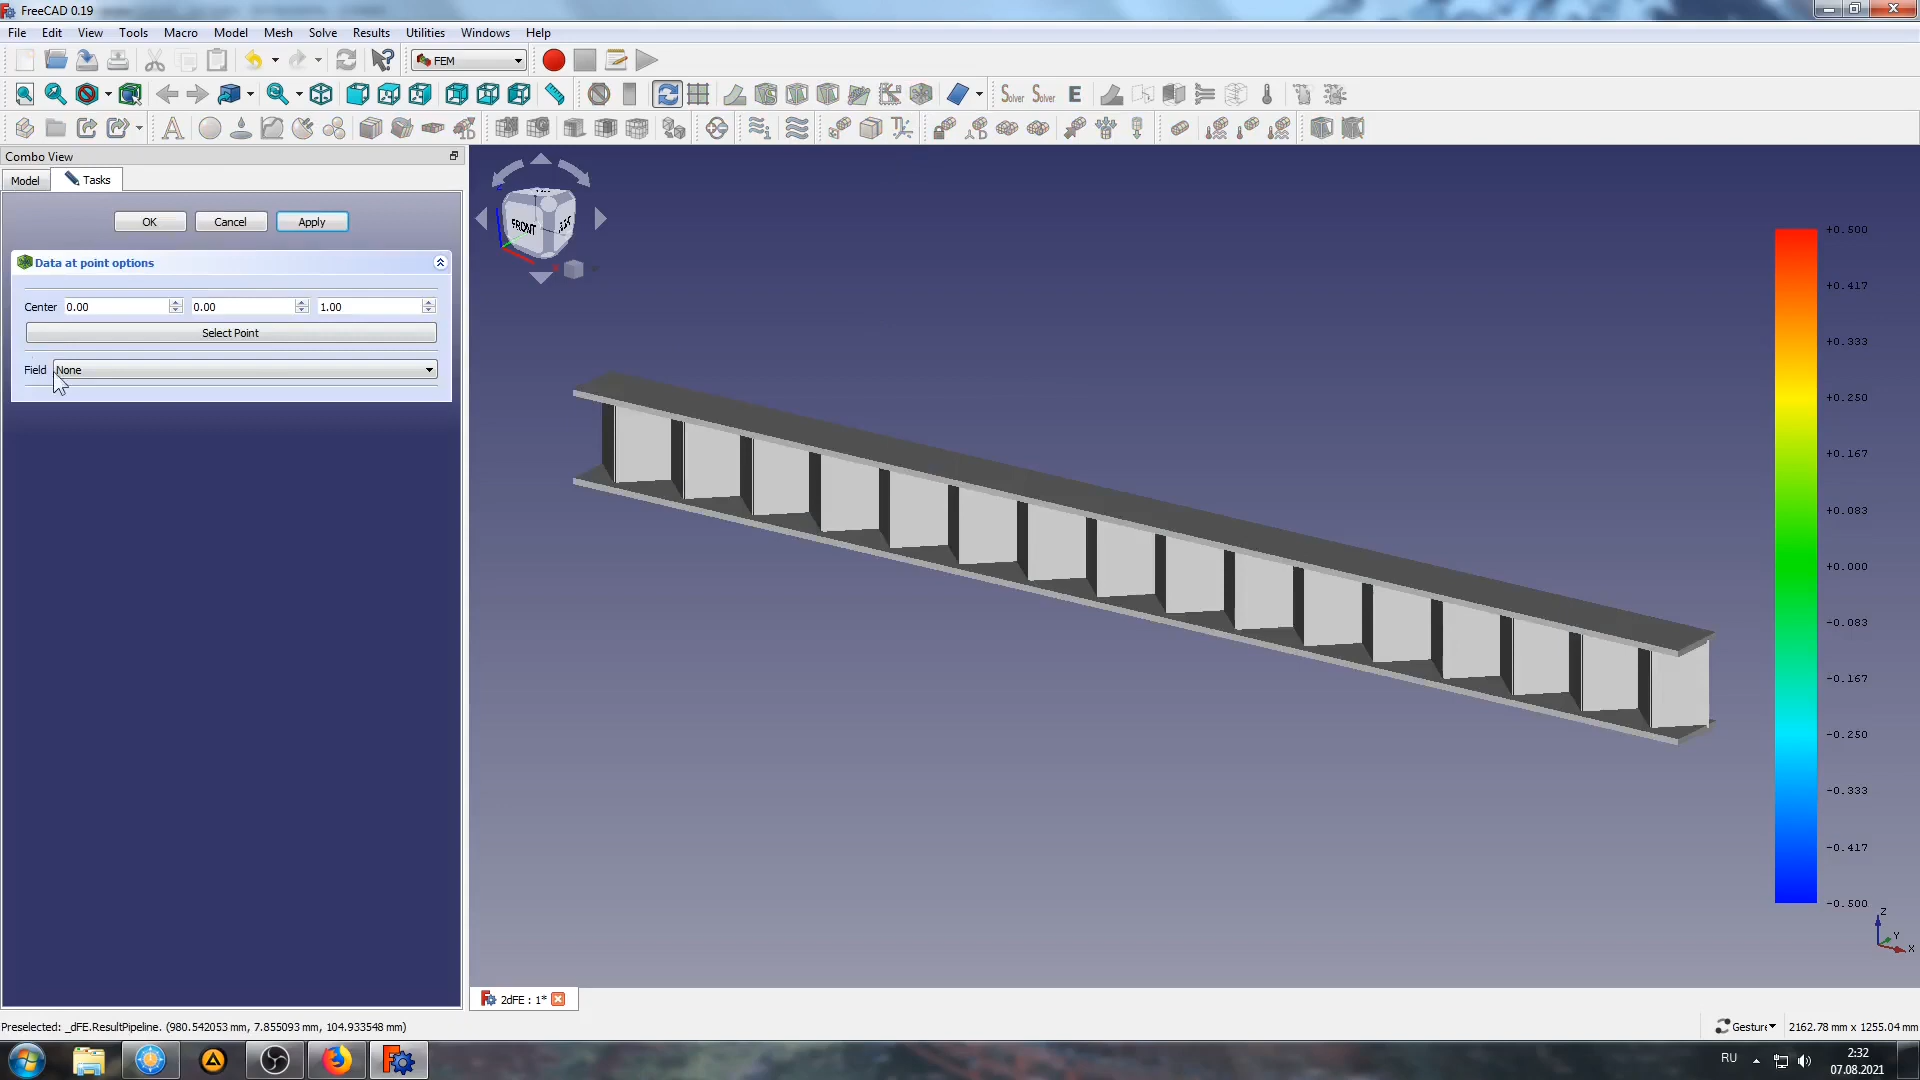 FreeCAD 0.19
File Edit View Tools Macro Model Mesh Solve Results Utilities Windows Help
FEM
Solver Solver E
A
D D
Combo View
Model Tasks
OK Cancel Apply
Data at point options
Center 0.00 0.00 1.00
Select Point
Field None
FRONT
+0.500
+0.417
+0.333
+0.250
+0.167
+0.083
+0.000
-0.083
-0.167
-0.250
-0.333
-0.417
-0.500
Z
Y
X
2dFE : 1*
Preselected: _dFE.ResultPipeline. (980.542053 mm, 7.855093 mm, 104.933548 mm)
Gesture
2162.78 mm x 1255.04 mm
RU
2:32
07.08.2021